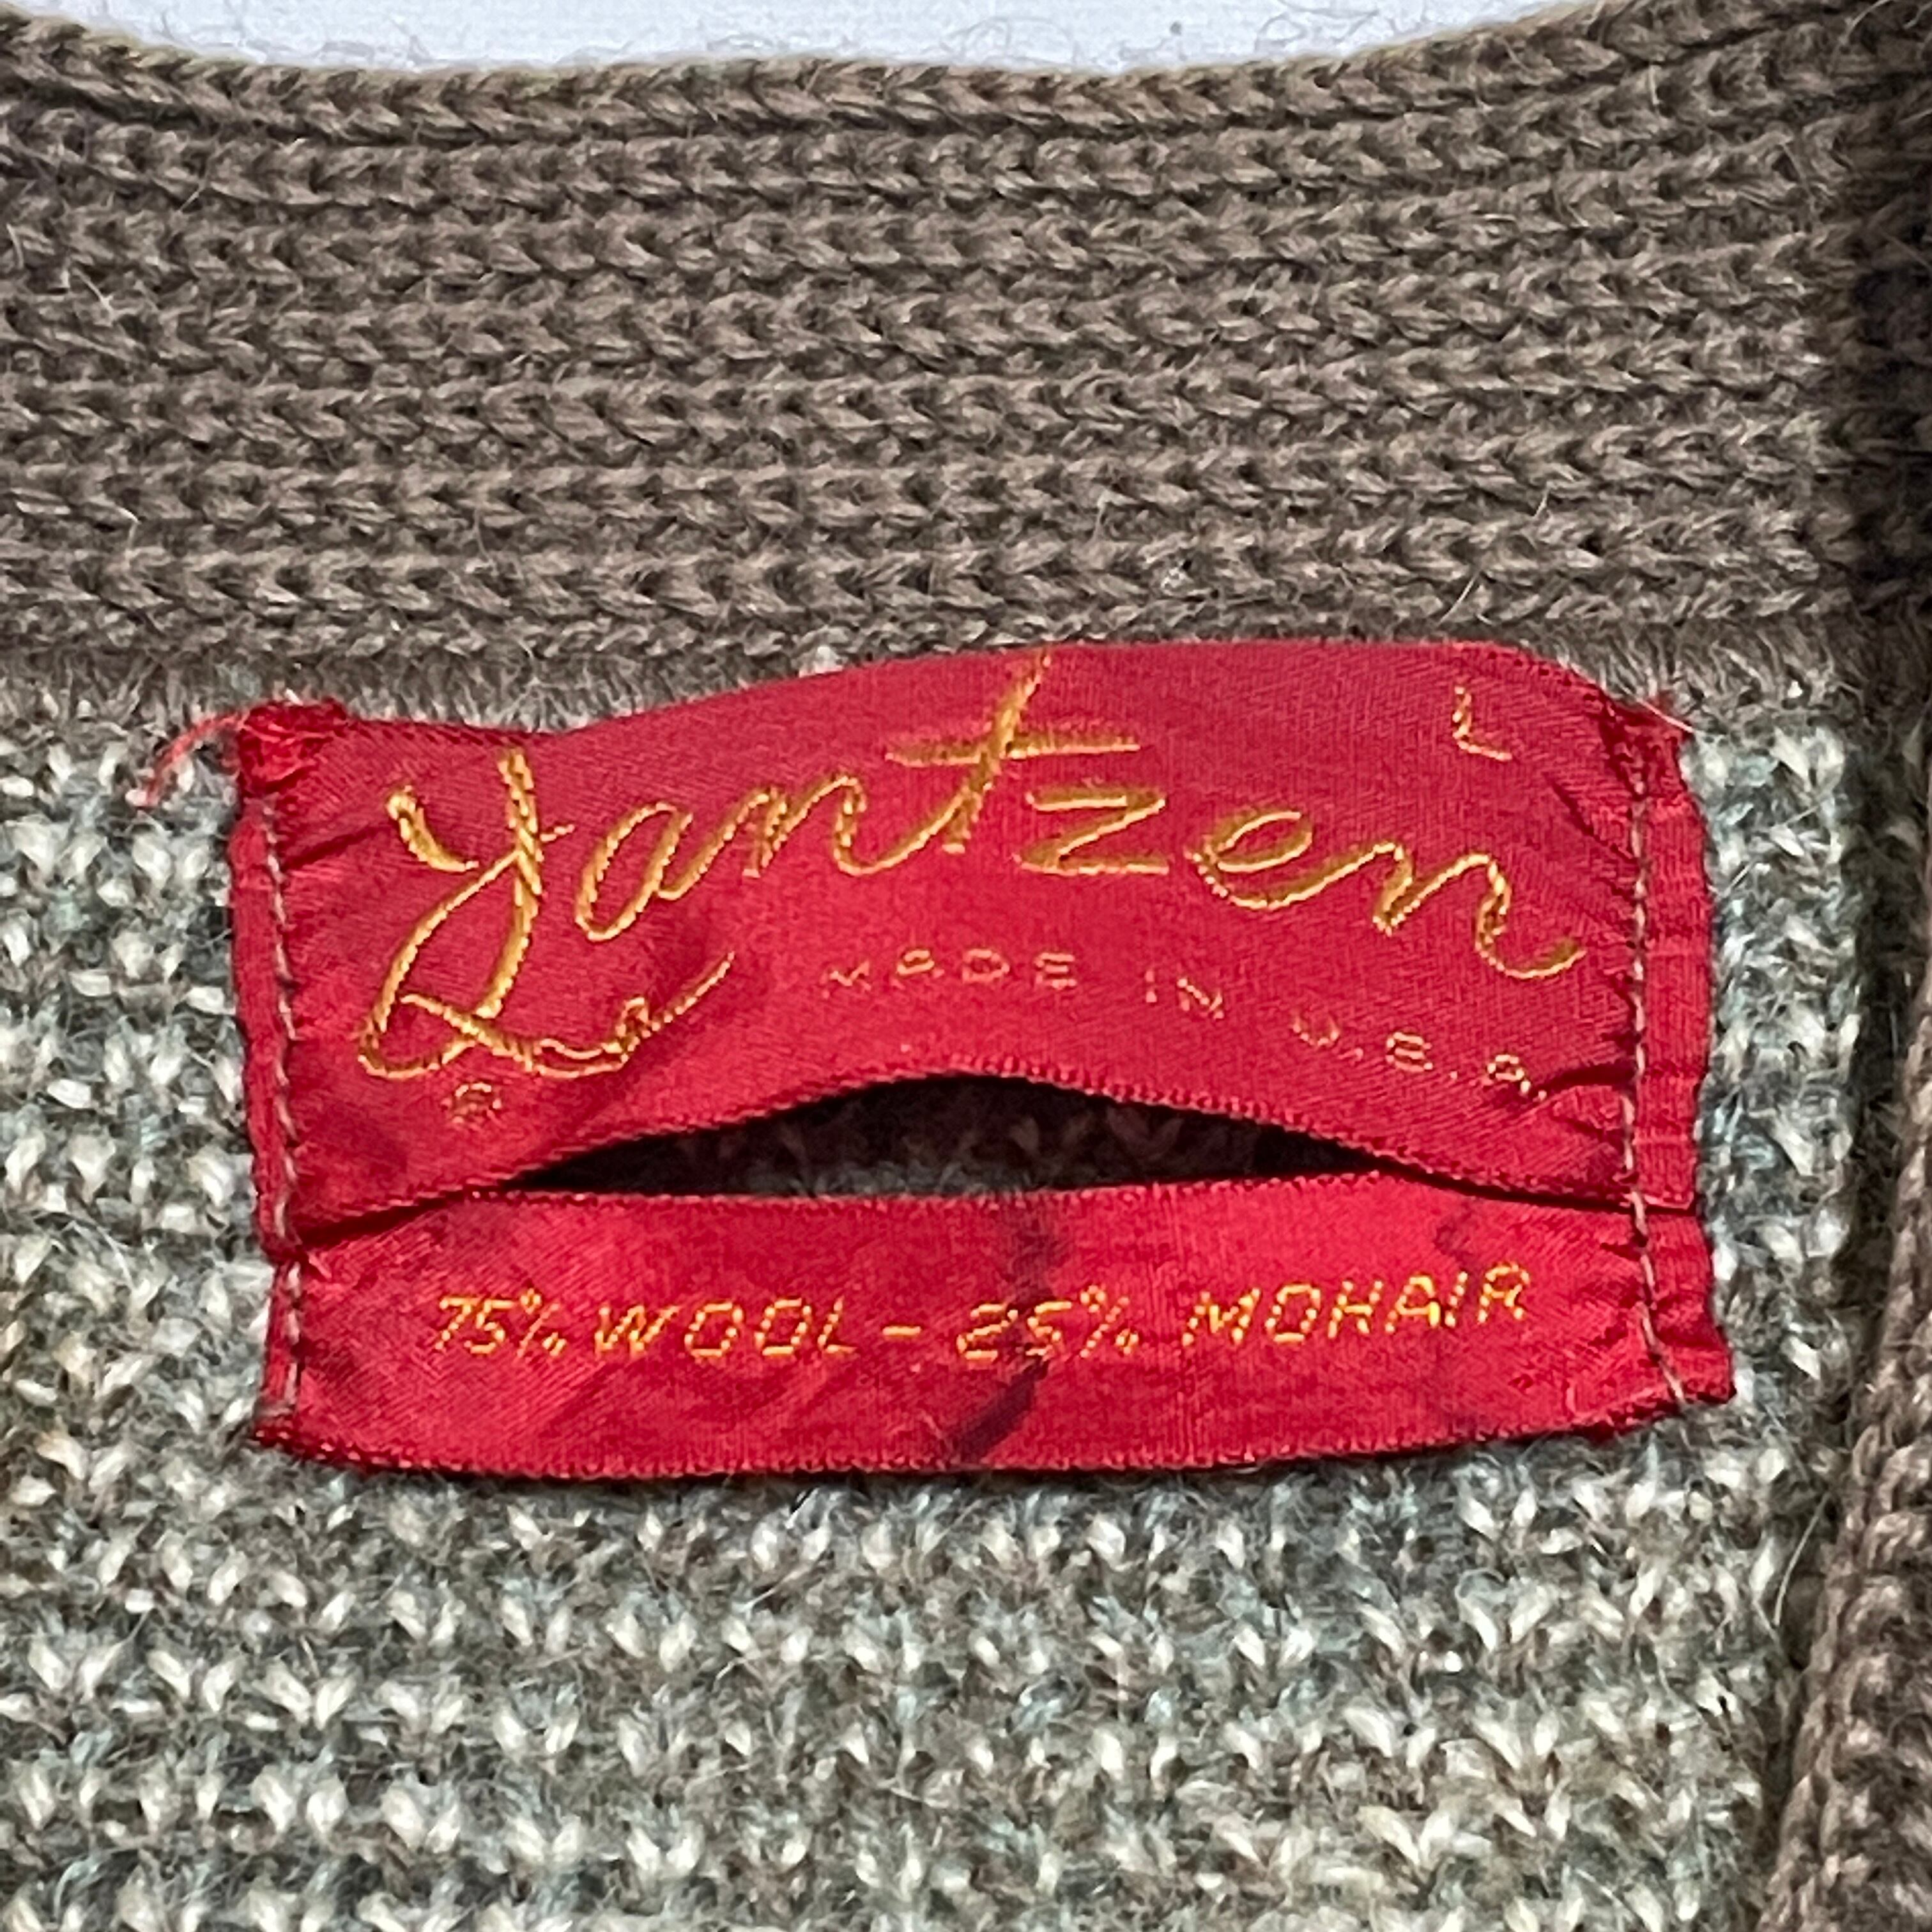 L
Jantzen
MADE IN U.S.A.
®
75% WOOL - 25% MOHAIR